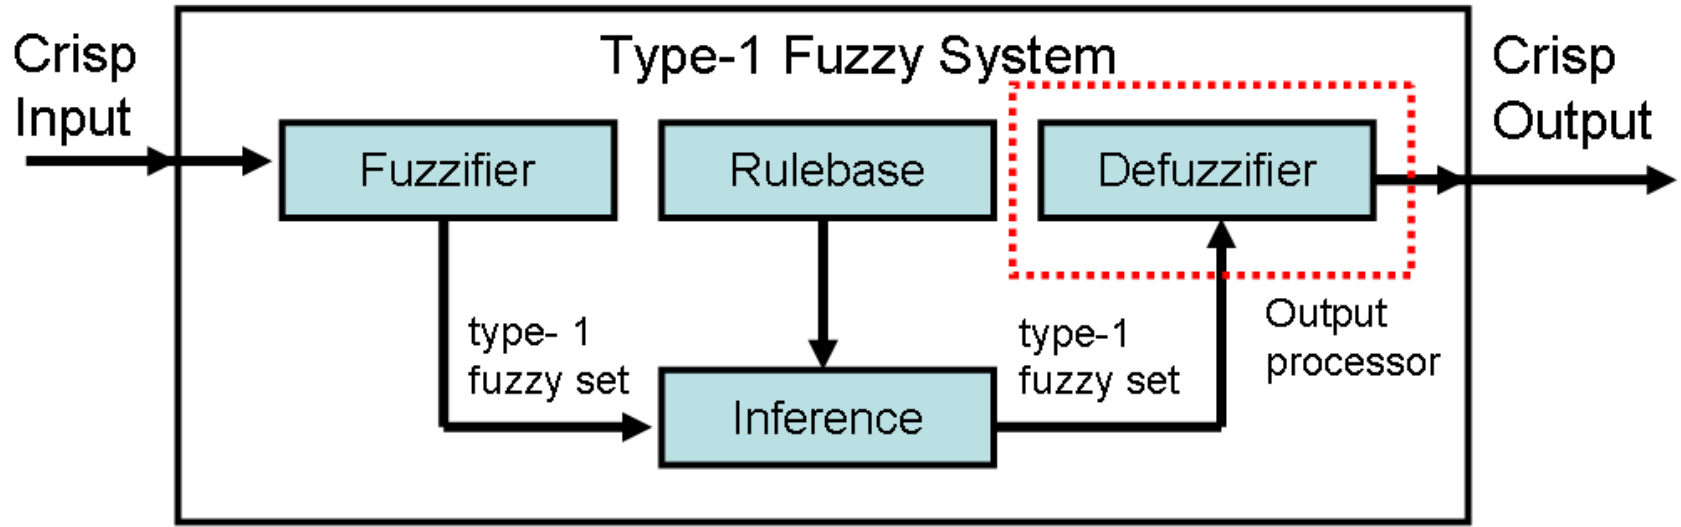 Crisp
Input
Type-1 Fuzzy System
Crisp
Output
Fuzzifier
Rulebase
Defuzzifier
type- 1
fuzzy set
type-1
fuzzy set
Output
processor
Inference